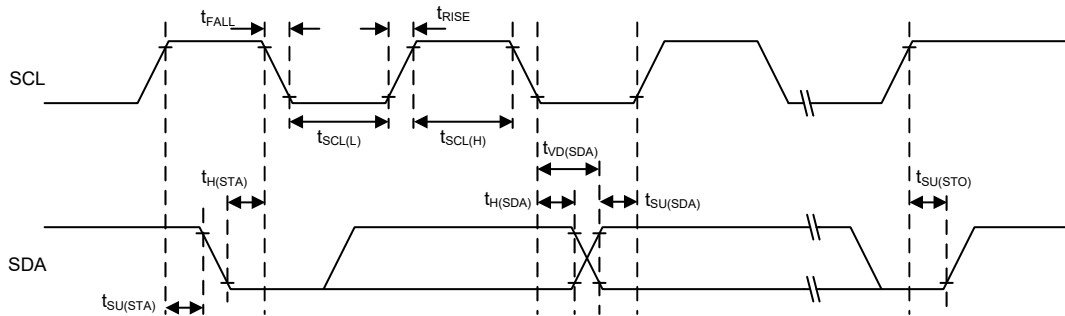 tFALL
tRISE
SCL
tSCL(L)
tSCL(H)
tVD(SDA)
tH(STA)
tH(SDA)
tSU(SDA)
tSU(STO)
SDA
tSU(STA)